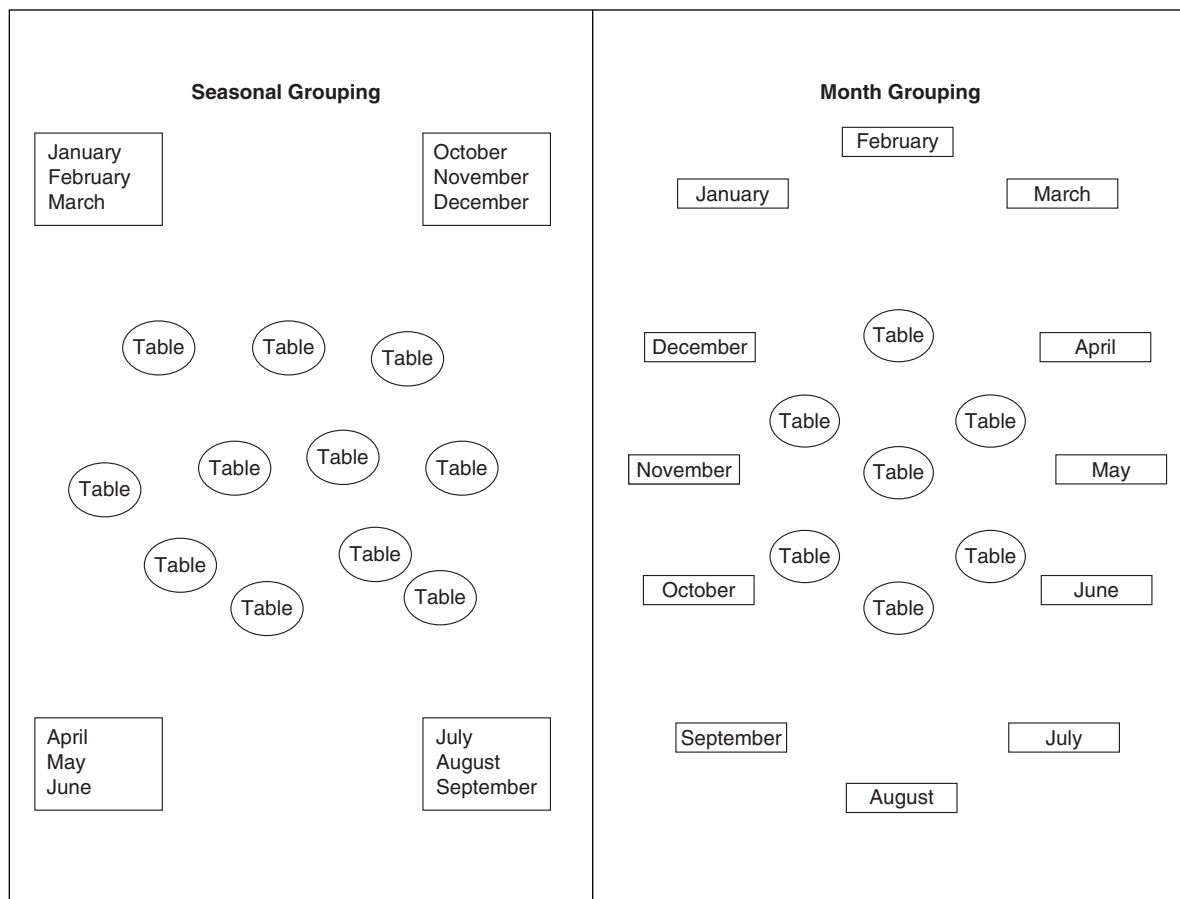 Seasonal Grouping
January
February
March
October
November
December
Table
Table
Table
Table
Table
Table
Table
Table
Table
Table
Table
April
May
June
July
August
September
Month Grouping
February
January
March
December
Table
April
Table
Table
November
Table
May
Table
Table
October
Table
June
September
July
August